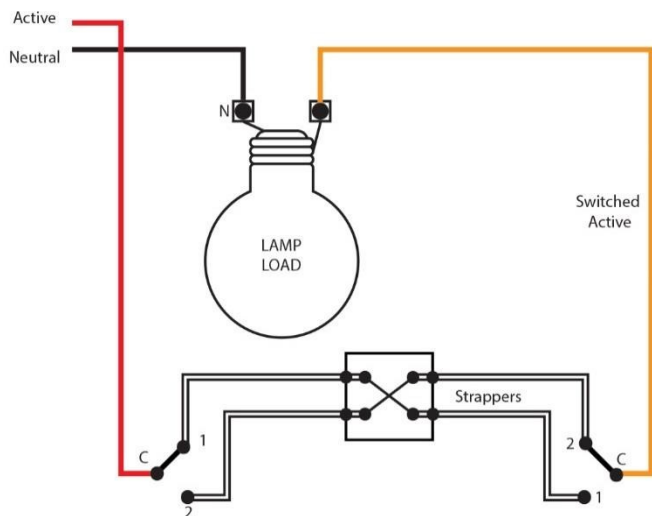 Active
Neutral
N
LAMP
LOAD
Switched
Active
Strappers
C
1
2
2
C
1